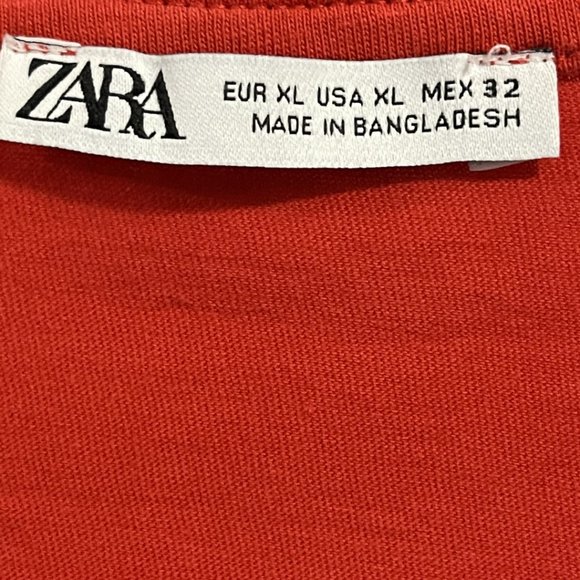 ZARA
EUR XL USA XL MEX 32
MADE IN BANGLADESH